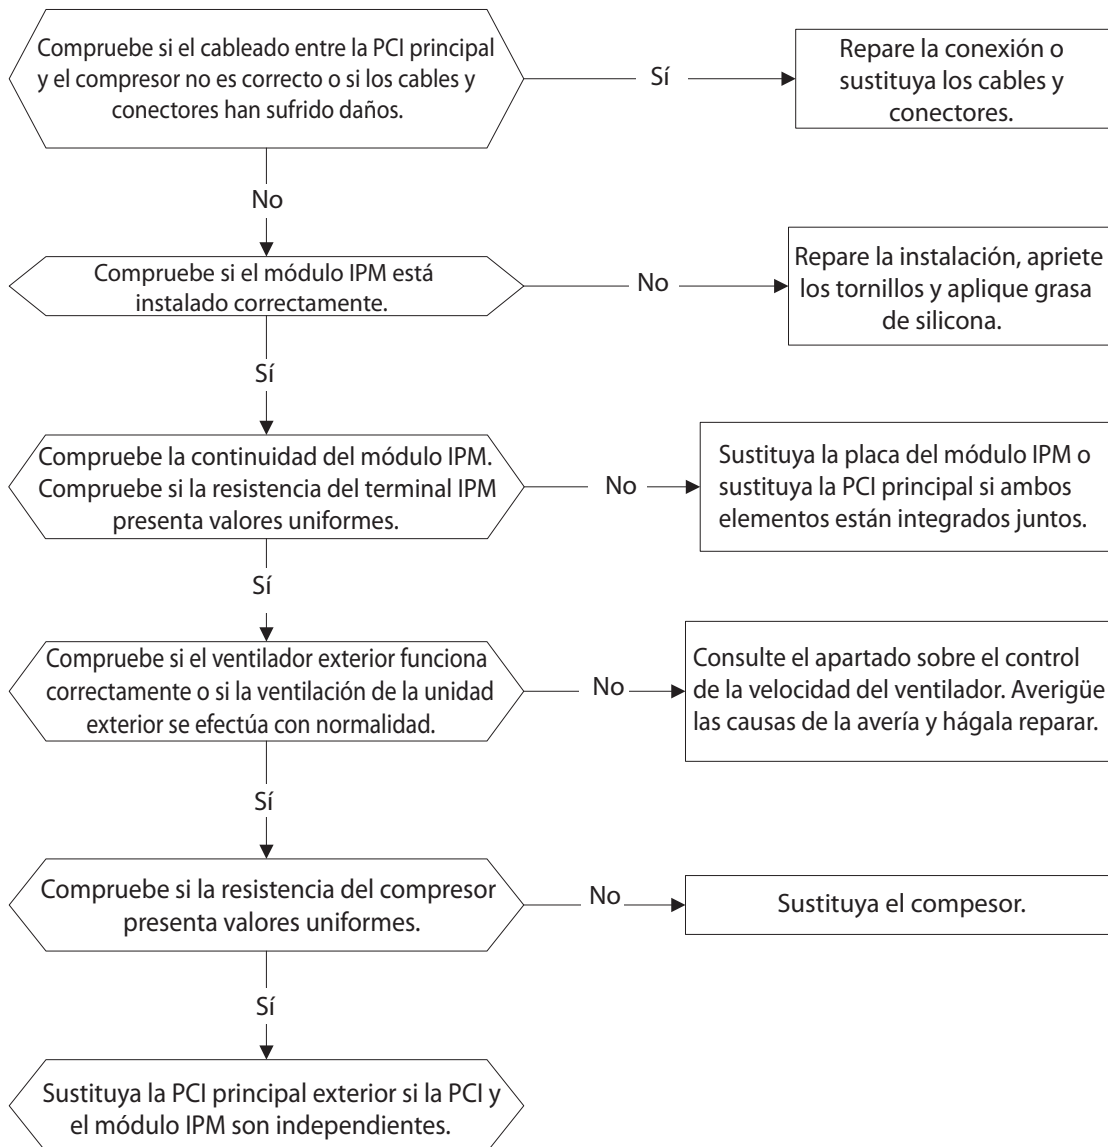 Compruebe si el cableado entre la PCI principal
y el compresor no es correcto o si los cables y
conectores han sufrido daños.
Sí
Repare la conexión o
sustituya los cables y
conectores.
No
Compruebe si el módulo IPM está
instalado correctamente.
No
Repare la instalación, apriete
los tornillos y aplique grasa
de silicona.
Sí
Compruebe la continuidad del módulo IPM.
Compruebe si la resistencia del terminal IPM
presenta valores uniformes.
No
Sustituya la placa del módulo IPM o
sustituya la PCI principal si ambos
elementos están integrados juntos.
Sí
Compruebe si el ventilador exterior funciona
correctamente o si la ventilación de la unidad
exterior se efectúa con normalidad.
No
Consulte el apartado sobre el control
de la velocidad del ventilador. Averigüe
las causas de la avería y hágala reparar.
Sí
Compruebe si la resistencia del compresor
presenta valores uniformes.
No
Sustituya el compesor.
Sí
Sustituya la PCI principal exterior si la PCI y
el módulo IPM son independientes.